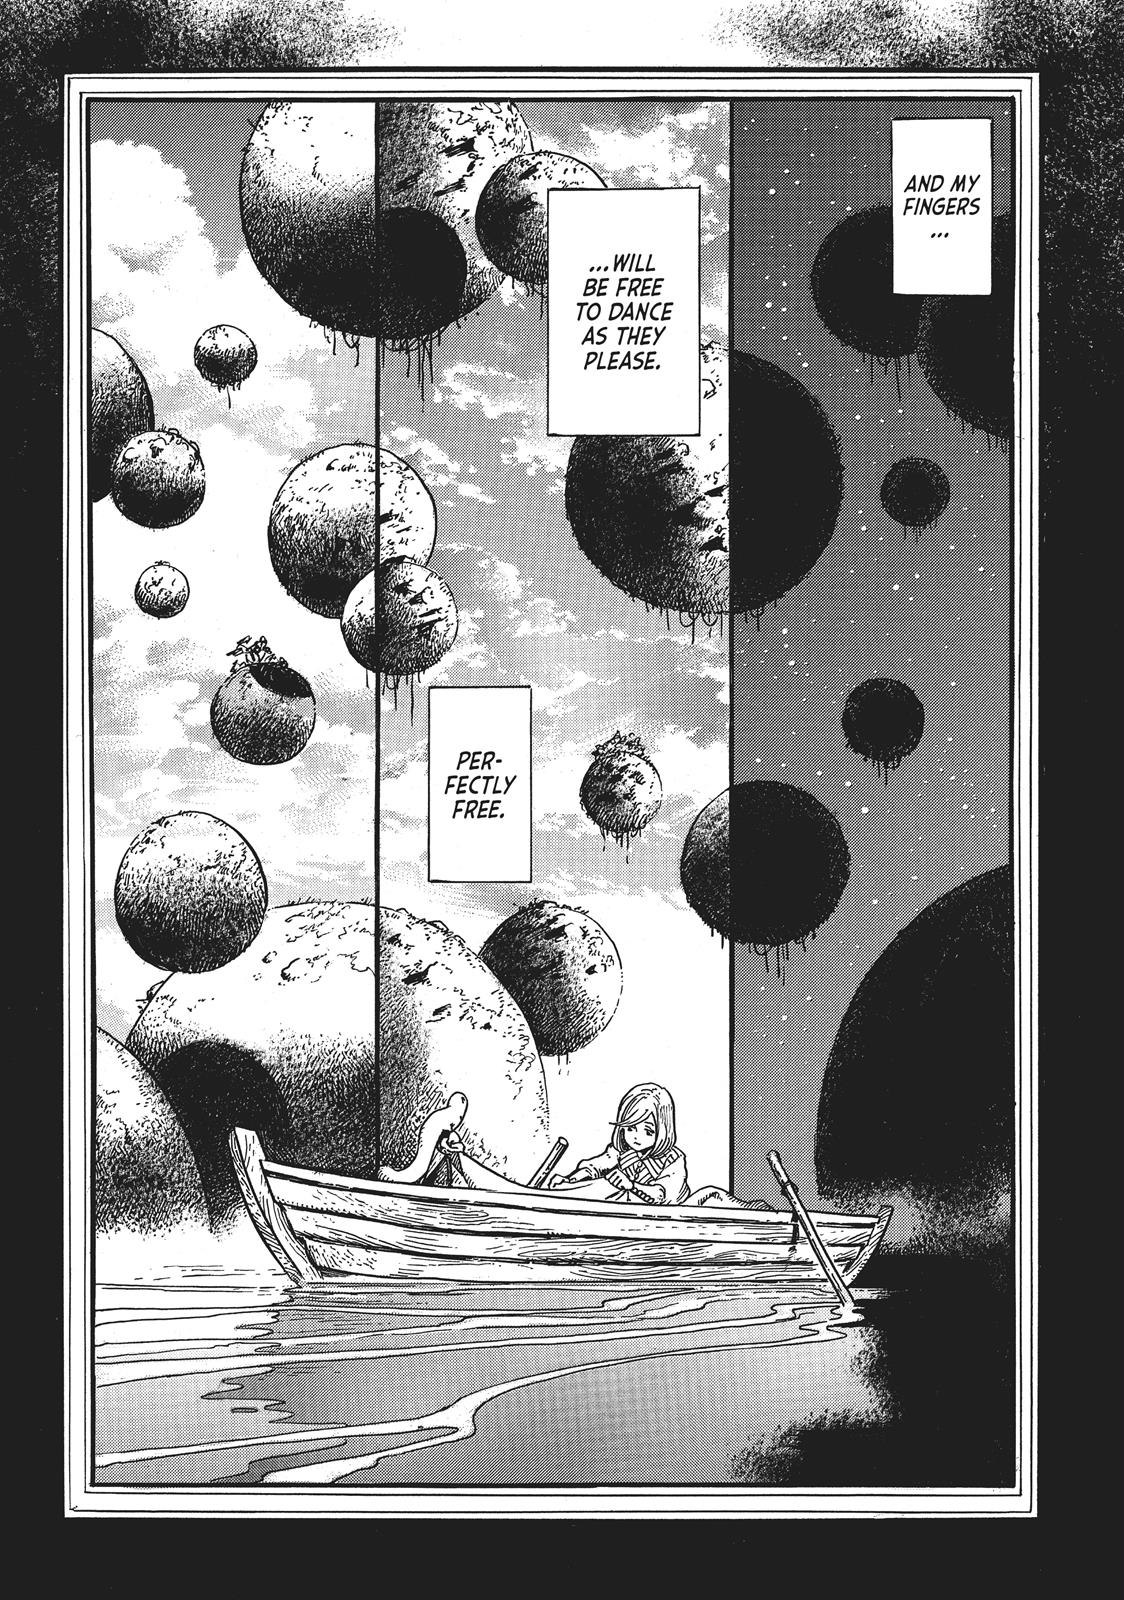 AND MY
FINGERS
...
...WILL
BE FREE
TO DANCE
AS THEY
PLEASE.
PER-
FECTLY
FREE.